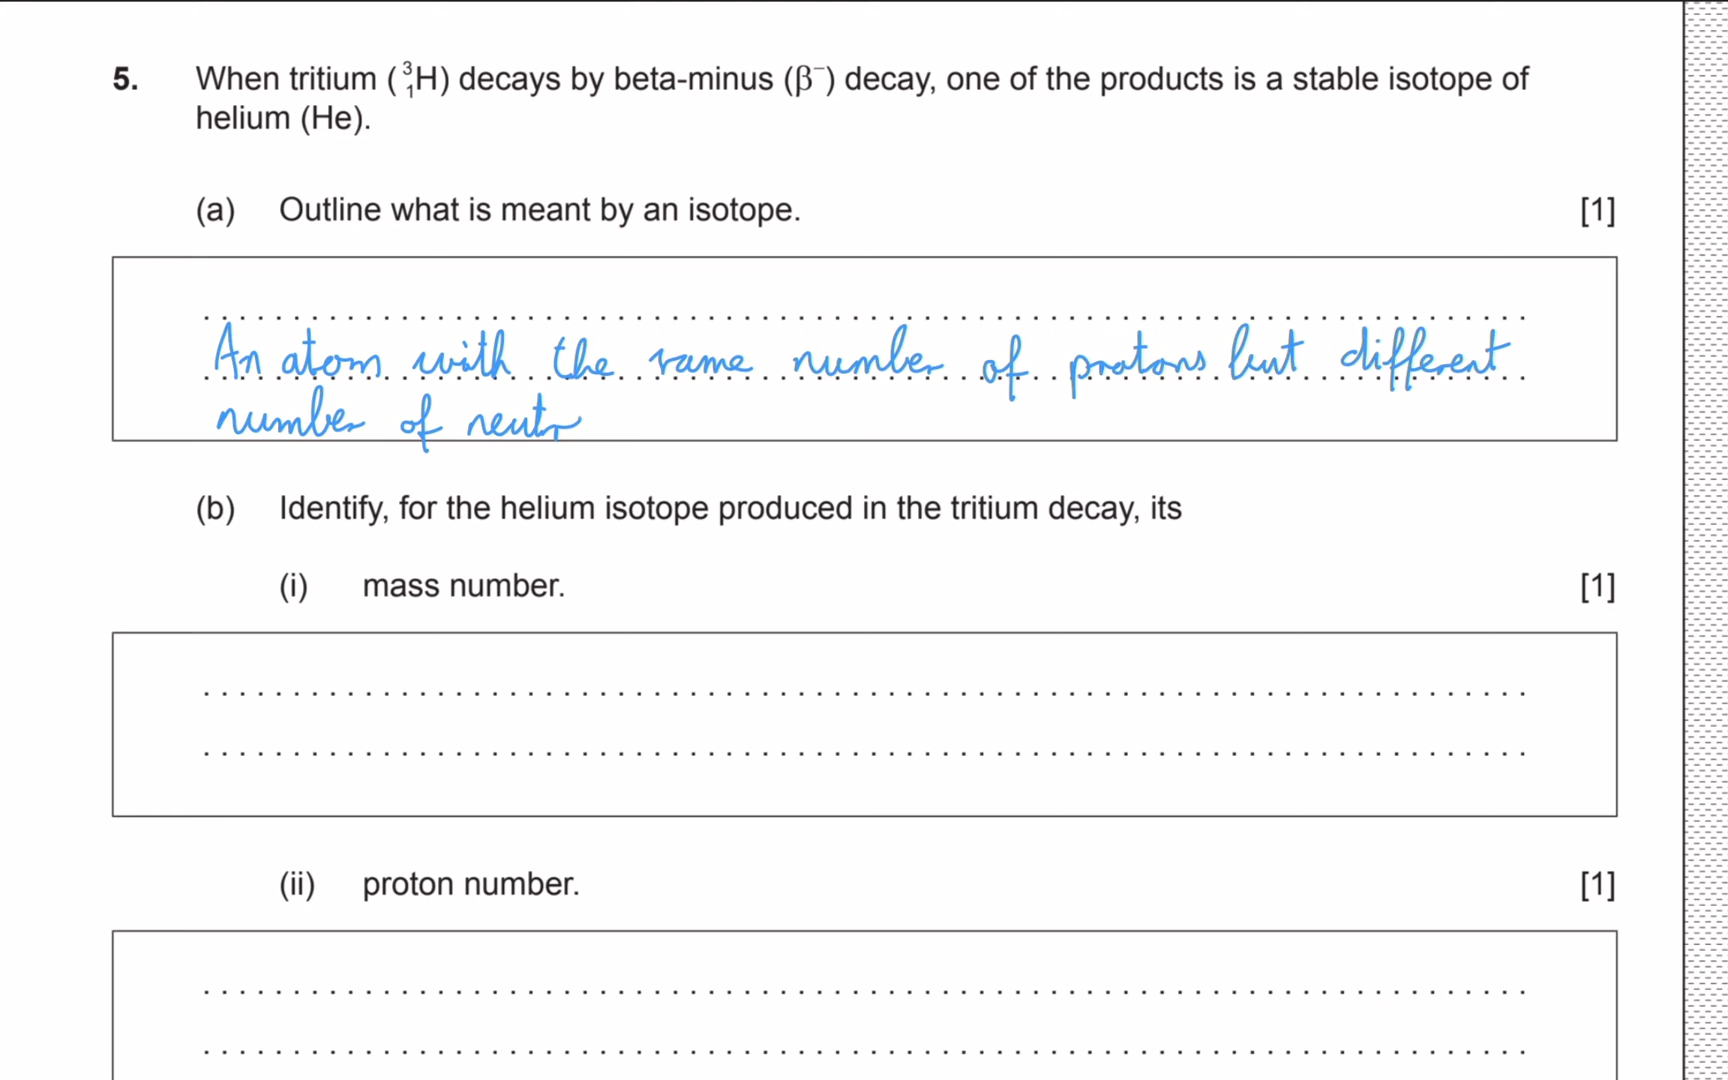 5. When tritium (³₁H) decays by beta-minus (β⁻) decay, one of the products is a stable isotope of
helium (He).
(a) Outline what is meant by an isotope. [1]
An atom with the same number of protons but different
number of neutr
(b) Identify, for the helium isotope produced in the tritium decay, its
(i) mass number. [1]
(ii) proton number. [1]